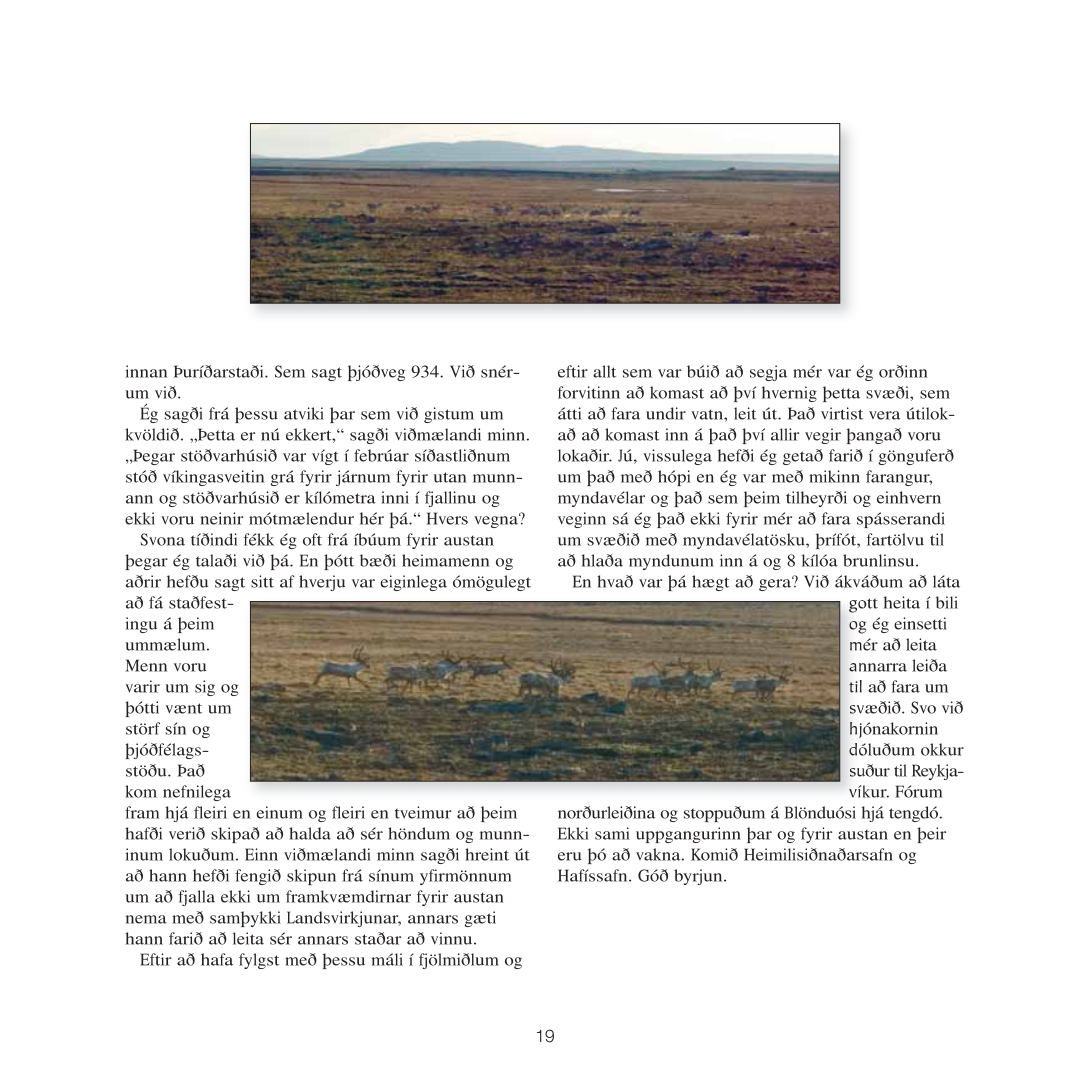 innan Þuríðarstaði. Sem sagt þjóðveg 934. Við snér-
um við.
Ég sagði frá þessu atviki þar sem við gistum um
kvöldið. „Þetta er nú ekkert,“ sagði viðmælandi minn.
„Þegar stöðvarhúsið var vígt í febrúar síðastliðnum
stóð víkingasveitin grá fyrir járnum fyrir utan munn-
ann og stöðvarhúsið er kílómetra inni í fjallinu og
ekki voru neinir mótmælendur hér þá.“ Hvers vegna?
Svona tíðindi fékk ég oft frá íbúum fyrir austan
þegar ég talaði við þá. En þótt bæði heimamenn og
aðrir hefðu sagt sitt af hverju var eiginlega ómögulegt
að fá staðfest-
ingu á þeim
ummælum.
Menn voru
varir um sig og
þótti vænt um
störf sín og
þjóðfélags-
stöðu. Það
kom nefnilega
fram hjá fleiri en einum og fleiri en tveimur að þeim
hafði verið skipað að halda að sér höndum og munn-
inum lokuðum. Einn viðmælandi minn sagði hreint út
að hann hefði fengið skipun frá sínum yfirmönnum
um að fjalla ekki um framkvæmdirnar fyrir austan
nema með samþykki Landsvirkjunar, annars gæti
hann farið að leita sér annars staðar að vinnu.
Eftir að hafa fylgst með þessu máli í fjölmiðlum og
eftir allt sem var búið að segja mér var ég orðinn
forvitinn að komast að því hvernig þetta svæði, sem
átti að fara undir vatn, leit út. Það virtist vera útilok-
að að komast inn á það því allir vegir þangað voru
lokaðir. Jú, vissulega hefði ég getað farið í gönguferð
um það með hópi en ég var með mikinn farangur,
myndavélar og það sem þeim tilheyrði og einhvern
veginn sá ég það ekki fyrir mér að fara spásserandi
um svæðið með myndavélatösku, þrífót, fartölvu til
að hlaða myndunum inn á og 8 kílóa brunlinsu.
En hvað var þá hægt að gera? Við ákváðum að láta
gott heita í bili
og ég einsetti
mér að leita
annarra leiða
til að fara um
svæðið. Svo við
hjónakornin
dóluðum okkur
suður til Reykja-
víkur. Fórum
norðurleiðina og stoppuðum á Blönduósi hjá tengdó.
Ekki sami uppgangurinn þar og fyrir austan en þeir
eru þó að vakna. Komið Heimilisiðnaðarsafn og
Hafíssafn. Góð byrjun.
19